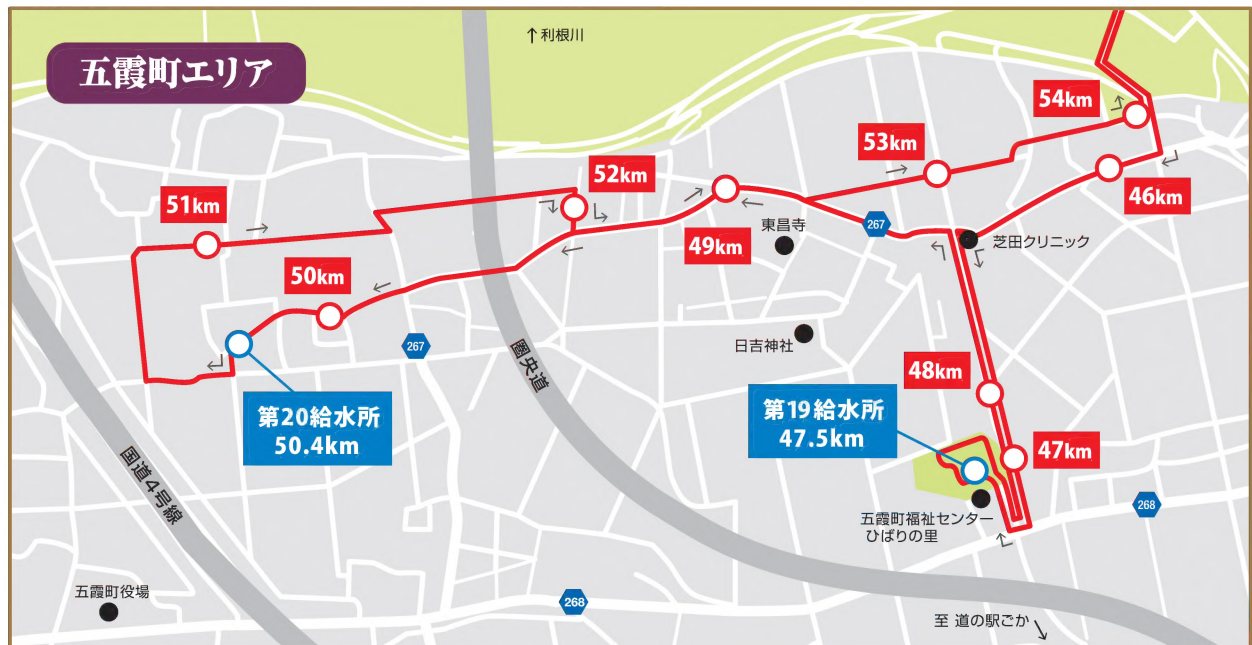 五霞町エリア
↑利根川
54km
53km
52km
51km
46km
49km
東昌寺
267
芝田クリニック
50km
日吉神社
267
圏央道
48km
第20給水所
50.4km
第19給水所
47.5km
47km
国道4号線
268
五霞町福祉センター
ひばりの里
五霞町役場
268
至 道の駅ごか